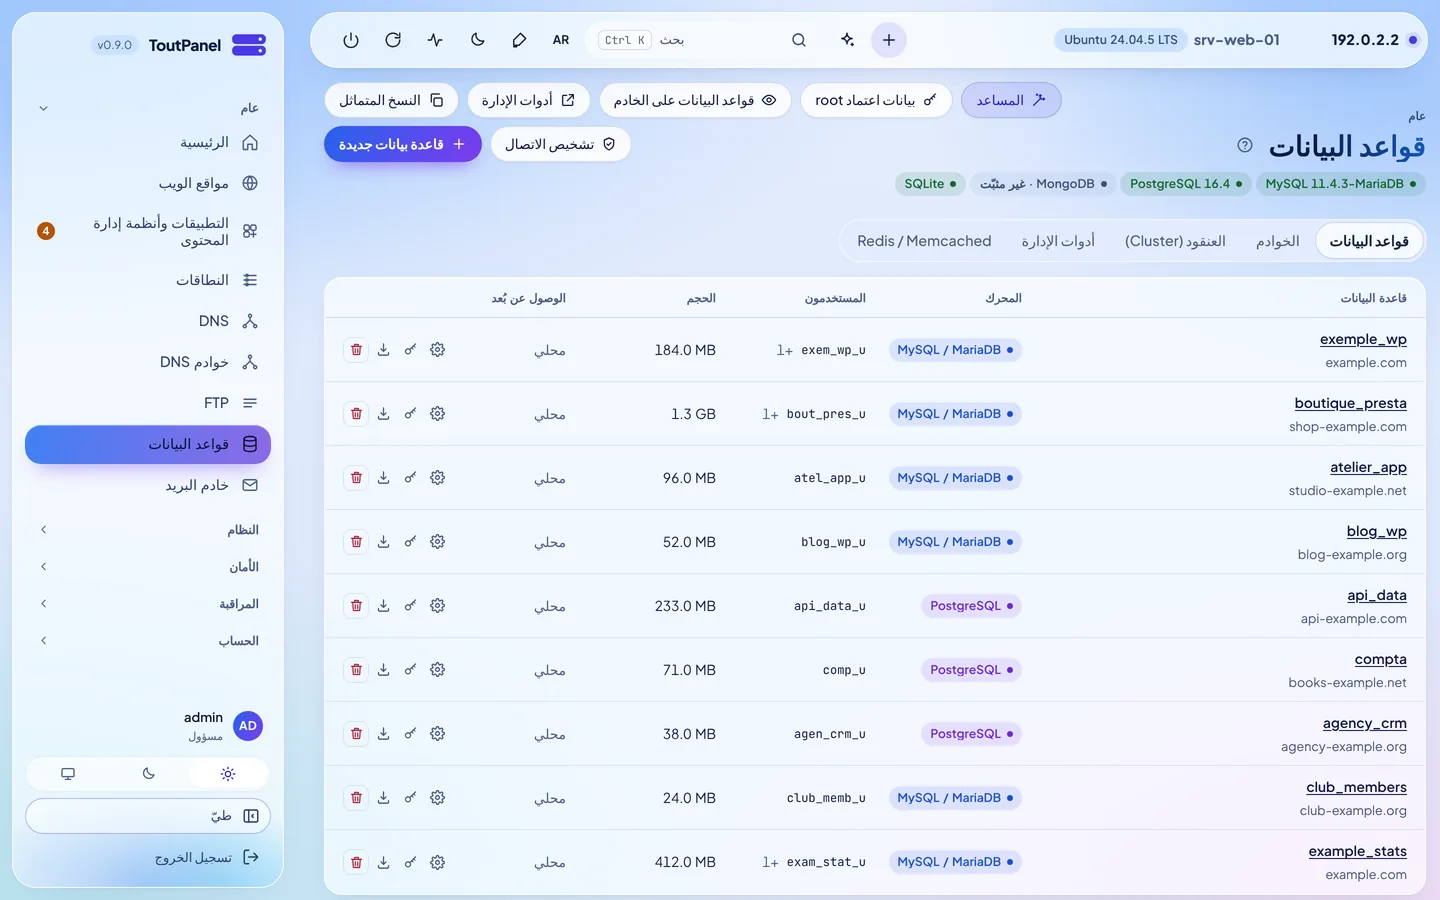 ToutPanel v0.9.0
عام
الرئيسية
مواقع الويب
التطبيقات وأنظمة إدارة
المحتوى
4
النطاقات
DNS
خوادم DNS
FTP
قواعد البيانات
خادم البريد
النظام
الأمان
المراقبة
الحساب
AD admin
مسؤول
طيّ
تسجيل الخروج
192.0.2.2 srv-web-01 Ubuntu 24.04.5 LTS
بحث Ctrl K
AR
عام
قواعد البيانات
MySQL 11.4.3-MariaDB
PostgreSQL 16.4
MongoDB · غير مثبّت
SQLite
المساعد
بيانات اعتماد root
قواعد البيانات على الخادم
أدوات الإدارة
النسخ المتماثل
تشخيص الاتصال
قاعدة بيانات جديدة
قواعد البيانات
الخوادم
العنقود (Cluster)
أدوات الإدارة
Redis / Memcached
قاعدة البيانات المحرك المستخدمون الحجم الوصول عن بُعد
exemple_wp MySQL / MariaDB exem_wp_u +1 184.0 MB محلي
example.com
boutique_presta MySQL / MariaDB bout_pres_u +1 1.3 GB محلي
shop-example.com
atelier_app MySQL / MariaDB atel_app_u 96.0 MB محلي
studio-example.net
blog_wp MySQL / MariaDB blog_wp_u 52.0 MB محلي
blog-example.org
api_data PostgreSQL api_data_u 233.0 MB محلي
api-example.com
compta PostgreSQL comp_u 71.0 MB محلي
books-example.net
agency_crm PostgreSQL agen_crm_u 38.0 MB محلي
agency-example.org
club_members MySQL / MariaDB club_memb_u 24.0 MB محلي
club-example.org
example_stats MySQL / MariaDB exam_stat_u +1 412.0 MB محلي
example.com